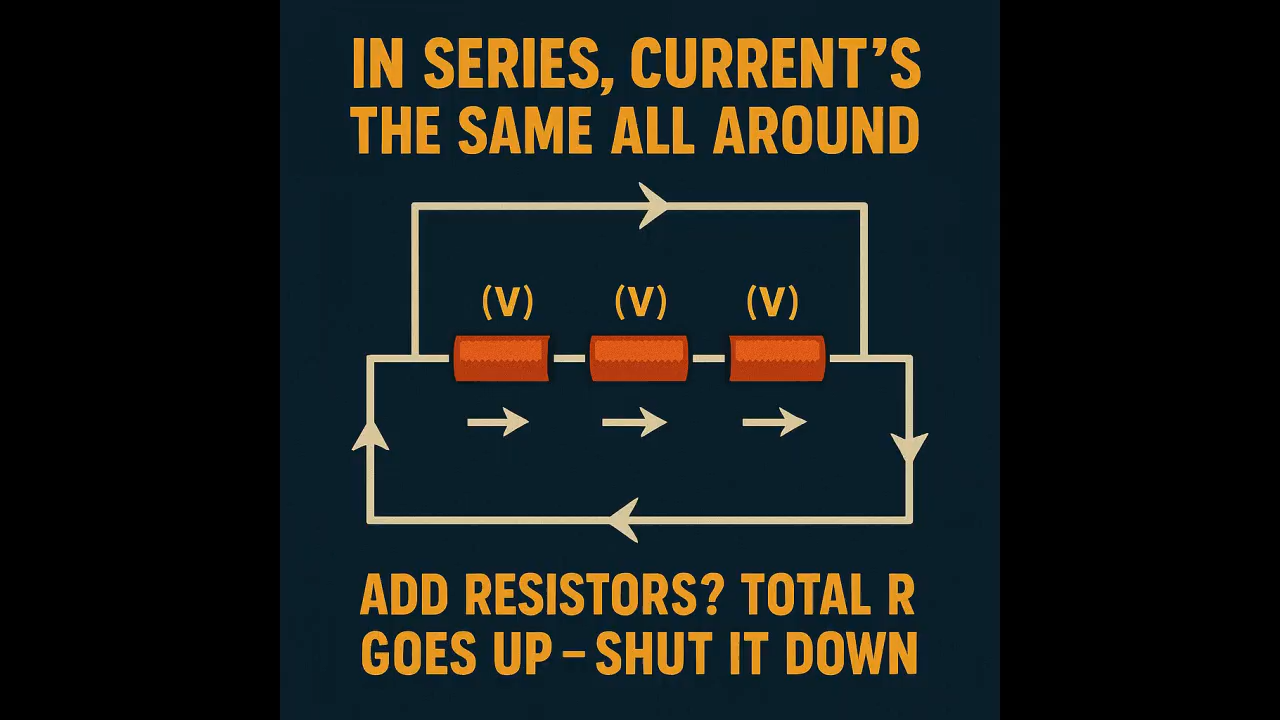 IN SERIES, CURRENT’S
THE SAME ALL AROUND
(V) (V) (V)
ADD RESISTORS? TOTAL R
GOES UP – SHUT IT DOWN